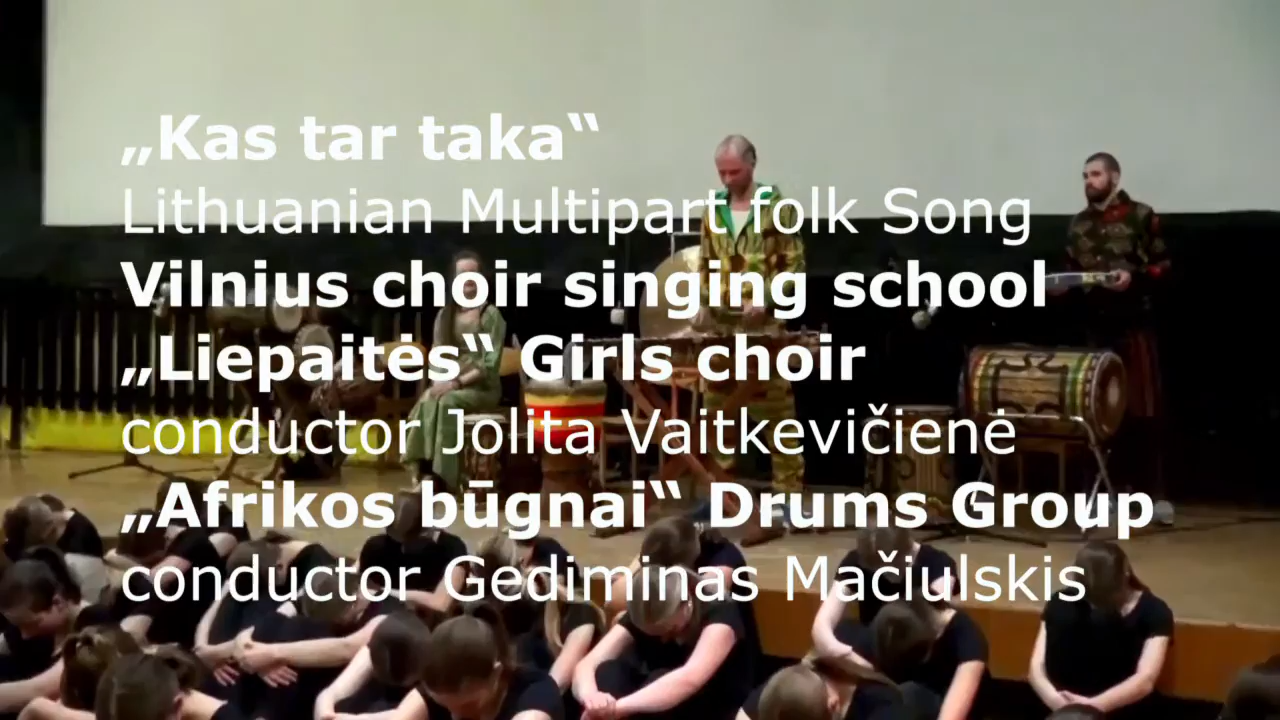 „Kas tar taka“
Lithuanian Multipart folk Song
Vilnius choir singing school
„Liepaitės“ Girls choir
conductor Jolita Vaitkevičienė
„Afrikos būgnai“ Drums Group
conductor Gediminas Mačiulskis